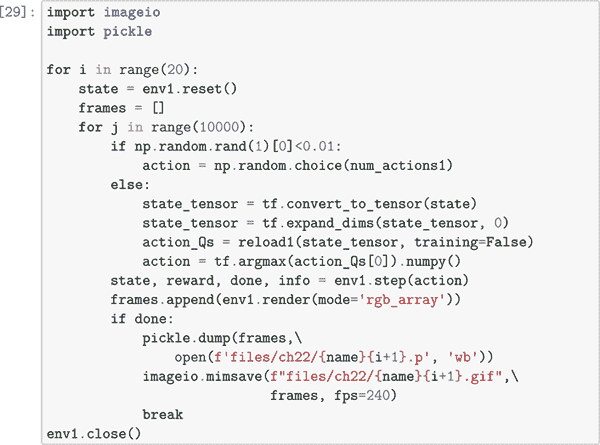 [29]: import imageio
import pickle

for i in range(20):
    state = env1.reset()
    frames = []
    for j in range(10000):
        if np.random.rand(1)[0]<0.01:
            action = np.random.choice(num_actions1)
        else:
            state_tensor = tf.convert_to_tensor(state)
            state_tensor = tf.expand_dims(state_tensor, 0)
            action_Qs = reload1(state_tensor, training=False)
            action = tf.argmax(action_Qs[0]).numpy()
        state, reward, done, info = env1.step(action)
        frames.append(env1.render(mode='rgb_array'))
        if done:
            pickle.dump(frames,\
                open(f'files/ch22/{name}{i+1}.p', 'wb'))
            imageio.mimsave(f"files/ch22/{name}{i+1}.gif",\
                            frames, fps=240)
            break
env1.close()